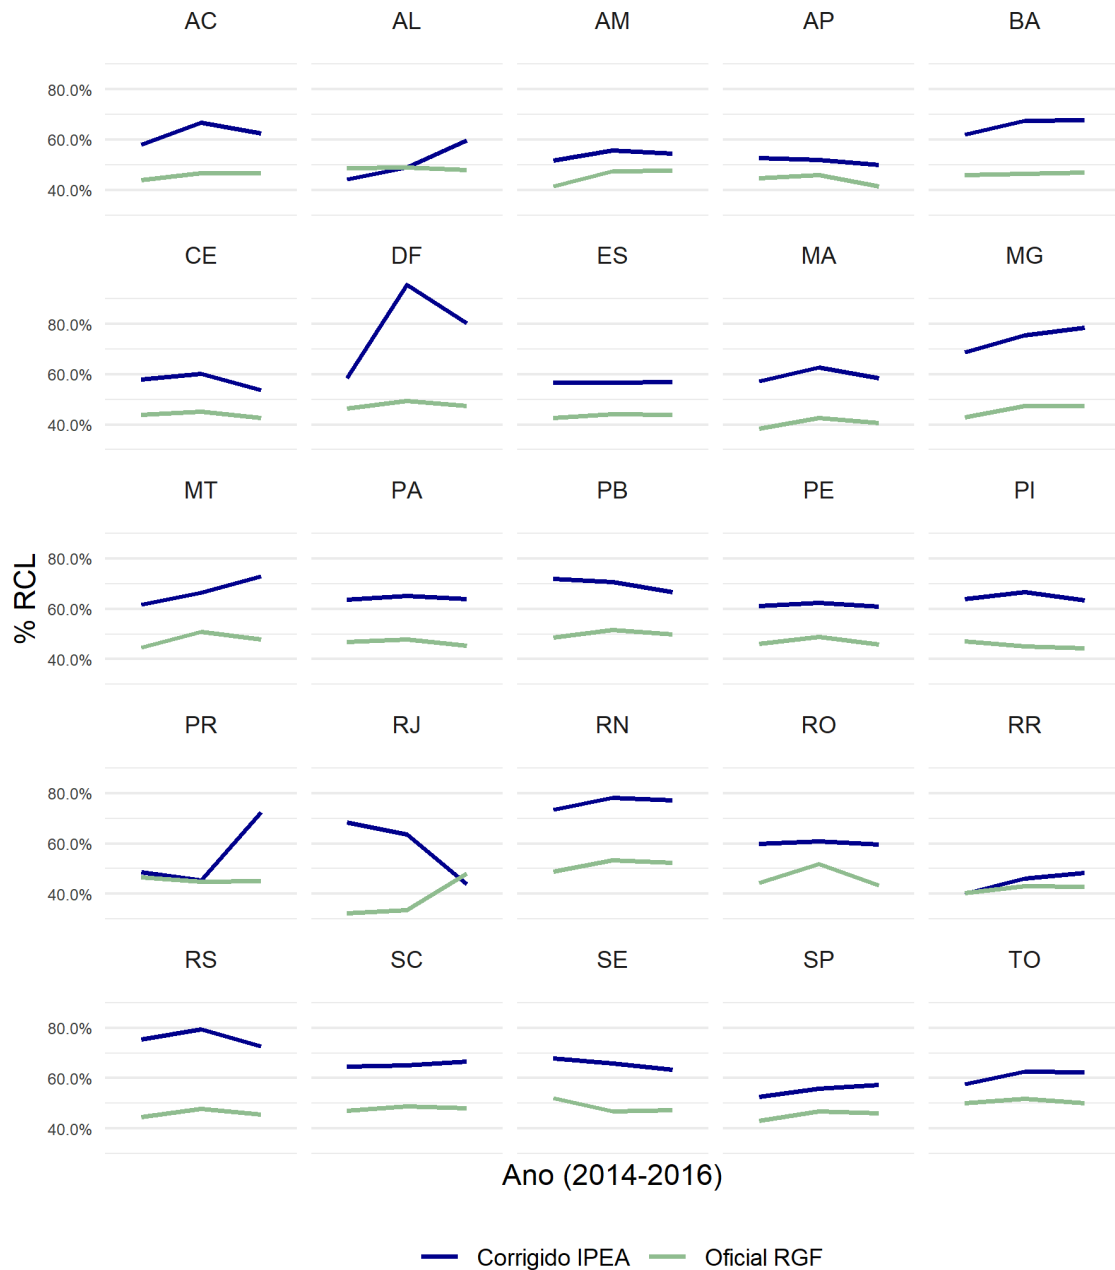 AC AL AM AP BA
80.0%
60.0%
40.0%
CE DF ES MA MG
80.0%
60.0%
40.0%
MT PA PB PE PI
80.0%
60.0%
40.0%
% RCL
PR RJ RN RO RR
80.0%
60.0%
40.0%
RS SC SE SP TO
80.0%
60.0%
40.0%
Ano (2014-2016)
Corrigido IPEA Oficial RGF